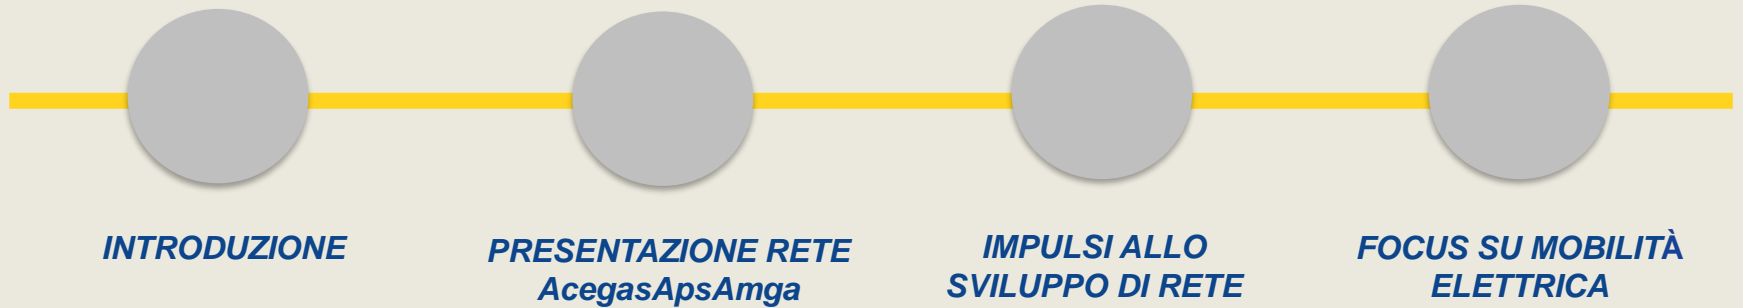 INTRODUZIONE
PRESENTAZIONE RETE
AcegasApsAmga
IMPULSI ALLO
SVILUPPO DI RETE
FOCUS SU MOBILITÀ
ELETTRICA